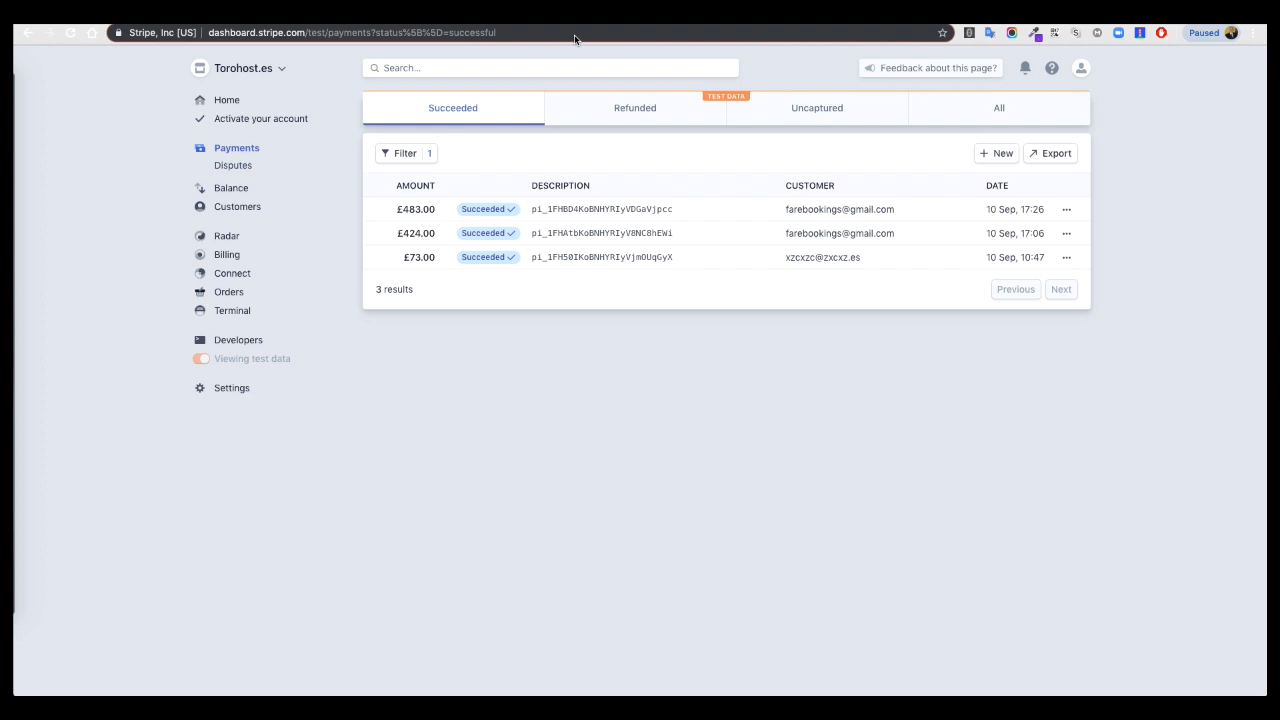 Stripe, Inc [US] | dashboard.stripe.com/test/payments?status%5B%5D=successful
Paused
Torohost.es
Search...
Feedback about this page?
Home
Activate your account
Payments
Disputes
Balance
Customers
Radar
Billing
Connect
Orders
Terminal
Developers
Viewing test data
Settings
TEST DATA
Succeeded Refunded Uncaptured All
Filter 1
New Export
AMOUNT DESCRIPTION CUSTOMER DATE
£483.00 Succeeded pi_1FHBD4KoBNHYRIyVDGaVjpcc farebookings@gmail.com 10 Sep, 17:26
£424.00 Succeeded pi_1FHAtbKoBNHYRIyV8NC8hEWi farebookings@gmail.com 10 Sep, 17:06
£73.00 Succeeded pi_1FH50IKoBNHYRIyVjmOUqGyX xzcxzc@zxcxz.es 10 Sep, 10:47
3 results
Previous Next